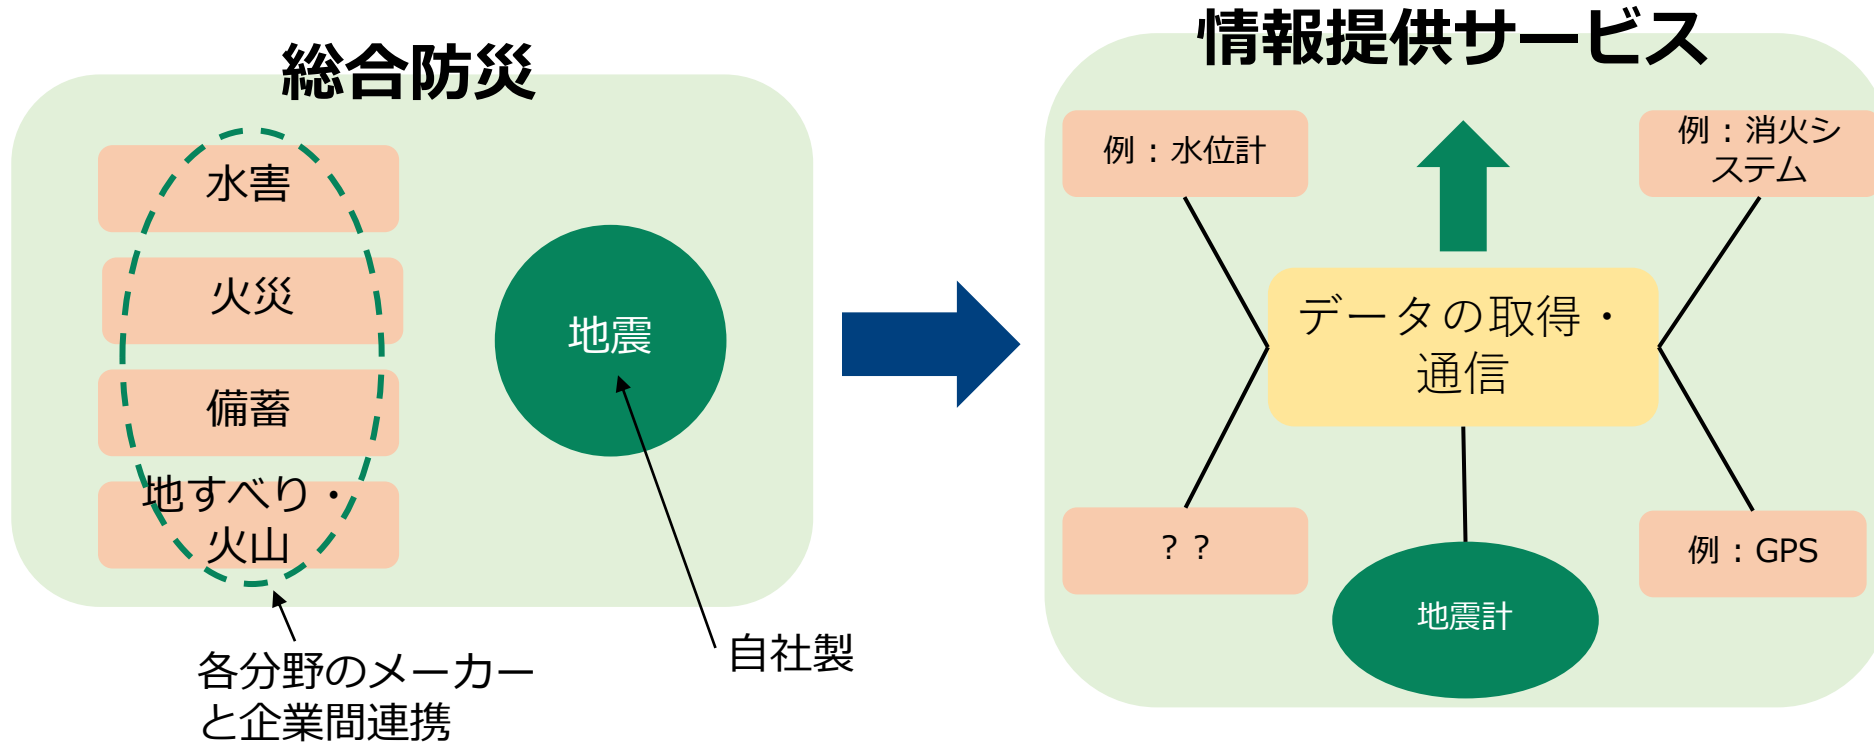 総合防災
水害
火災
備蓄
地すべり・
火山
地震
各分野のメーカー
と企業間連携
自社製
情報提供サービス
例：水位計
例：消火シ
ステム
データの取得・
通信
？？
例：GPS
地震計